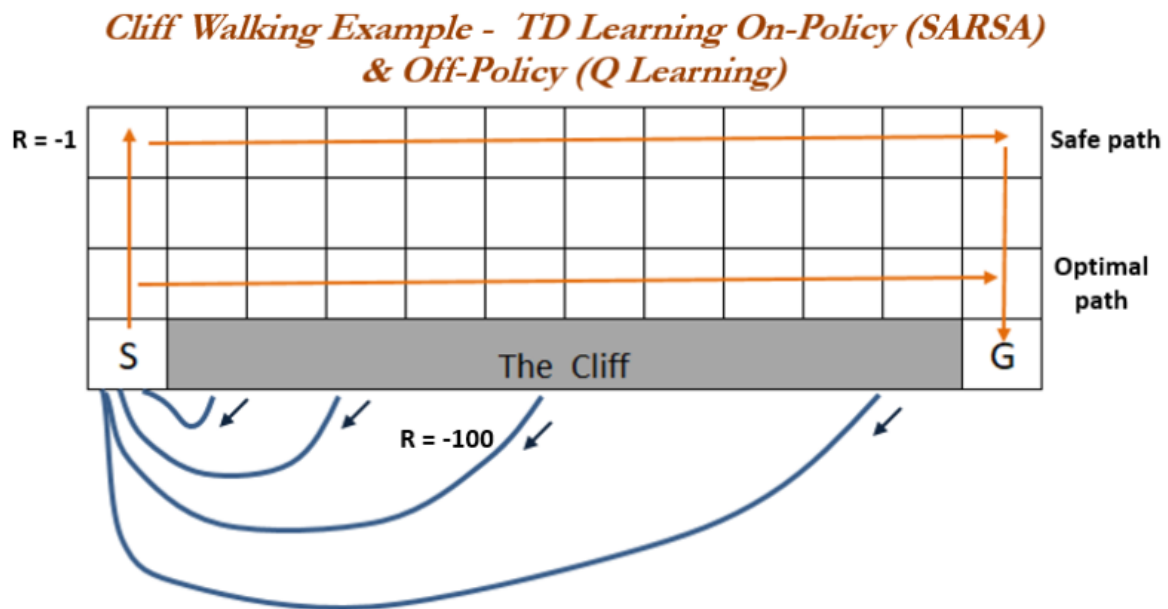 Cliff Walking Example - TD Learning On-Policy (SARSA)
& Off-Policy (Q Learning)
R = -1
Safe path
Optimal
path
S
The Cliff
G
R = -100